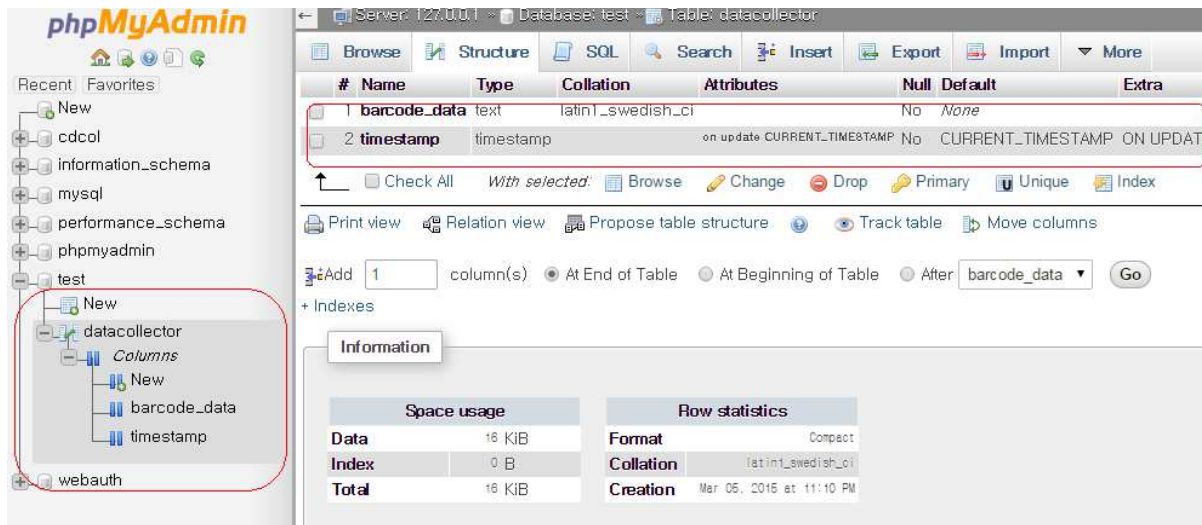 phpMyAdmin
Recent Favorites
New
cdcol
information_schema
mysql
performance_schema
phpmyadmin
test
New
datacollector
Columns
New
barcode_data
timestamp
webauth
← Server: 127.0.0.1 » Database: test » Table: datacollector
Browse Structure SQL Search Insert Export Import ▼ More
# Name Type Collation Attributes Null Default Extra
1 barcode_data text latin1_swedish_ci No None
2 timestamp timestamp on update CURRENT_TIMESTAMP No CURRENT_TIMESTAMP ON UPDAT
Check All With selected: Browse Change Drop Primary Unique Index
Print view Relation view Propose table structure Track table Move columns
Add 1 column(s) At End of Table At Beginning of Table After barcode_data ▼ Go
+ Indexes
Information
Space usage
Data 16 KiB
Index 0 B
Total 16 KiB
Row statistics
Format Compact
Collation latin1_swedish_ci
Creation Mar 05, 2015 at 11:10 PM